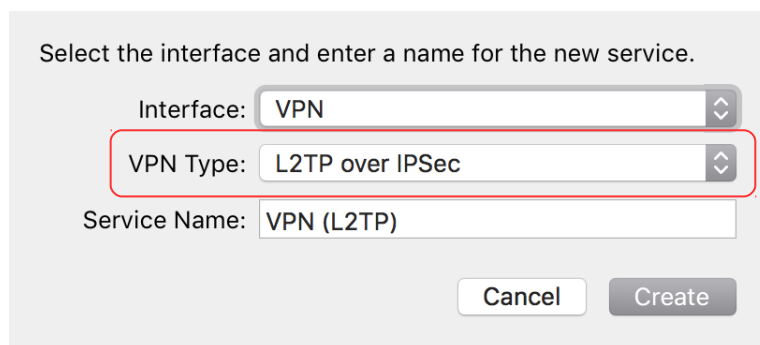 Select the interface and enter a name for the new service.
Interface: VPN
VPN Type: L2TP over IPSec
Service Name: VPN (L2TP)
Cancel Create